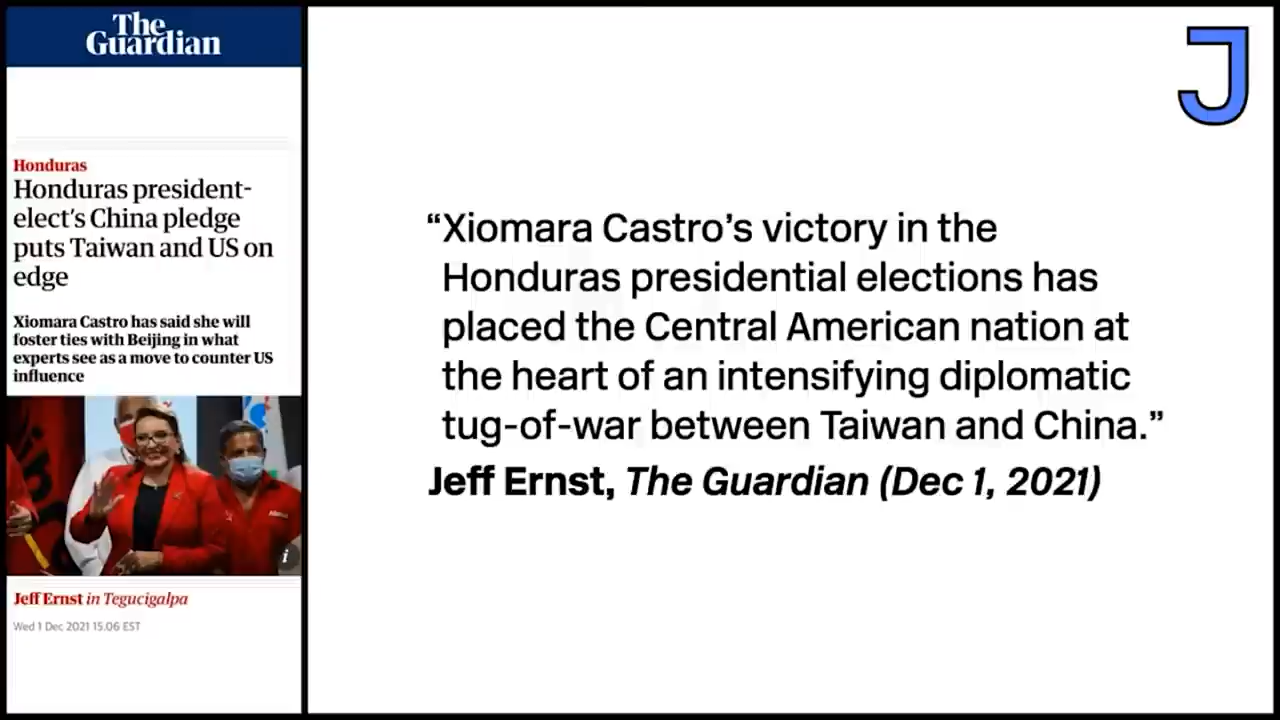 The
Guardian
Honduras
Honduras president-
elect's China pledge
puts Taiwan and US on
edge
Xiomara Castro has said she will
foster ties with Beijing in what
experts see as a move to counter US
influence
i
Jeff Ernst in Tegucigalpa
Wed 1 Dec 2021 15.06 EST
J
“Xiomara Castro’s victory in the
Honduras presidential elections has
placed the Central American nation at
the heart of an intensifying diplomatic
tug-of-war between Taiwan and China.”
Jeff Ernst, The Guardian (Dec 1, 2021)